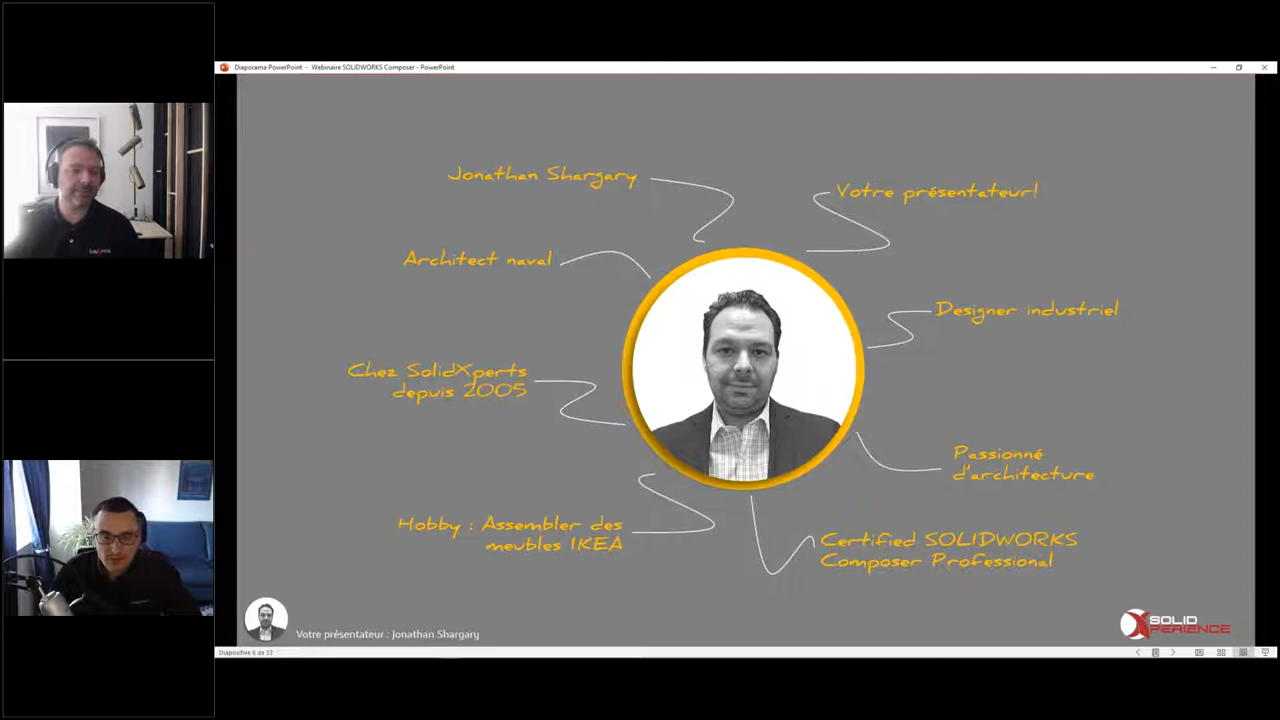 Diaporama PowerPoint - Webinaire SOLIDWORKS Composer - PowerPoint
Jonathan Shargary
Votre présentateur!
Architect naval
Designer industriel
Chez SolidXperts
depuis 2005
Passionné
d'architecture
Hobby : Assembler des
meubles IKEA
Certified SOLIDWORKS
Composer Professional
Votre présentateur : Jonathan Shargary
SOLID
XPERIENCE
Diapositive 6 de 33